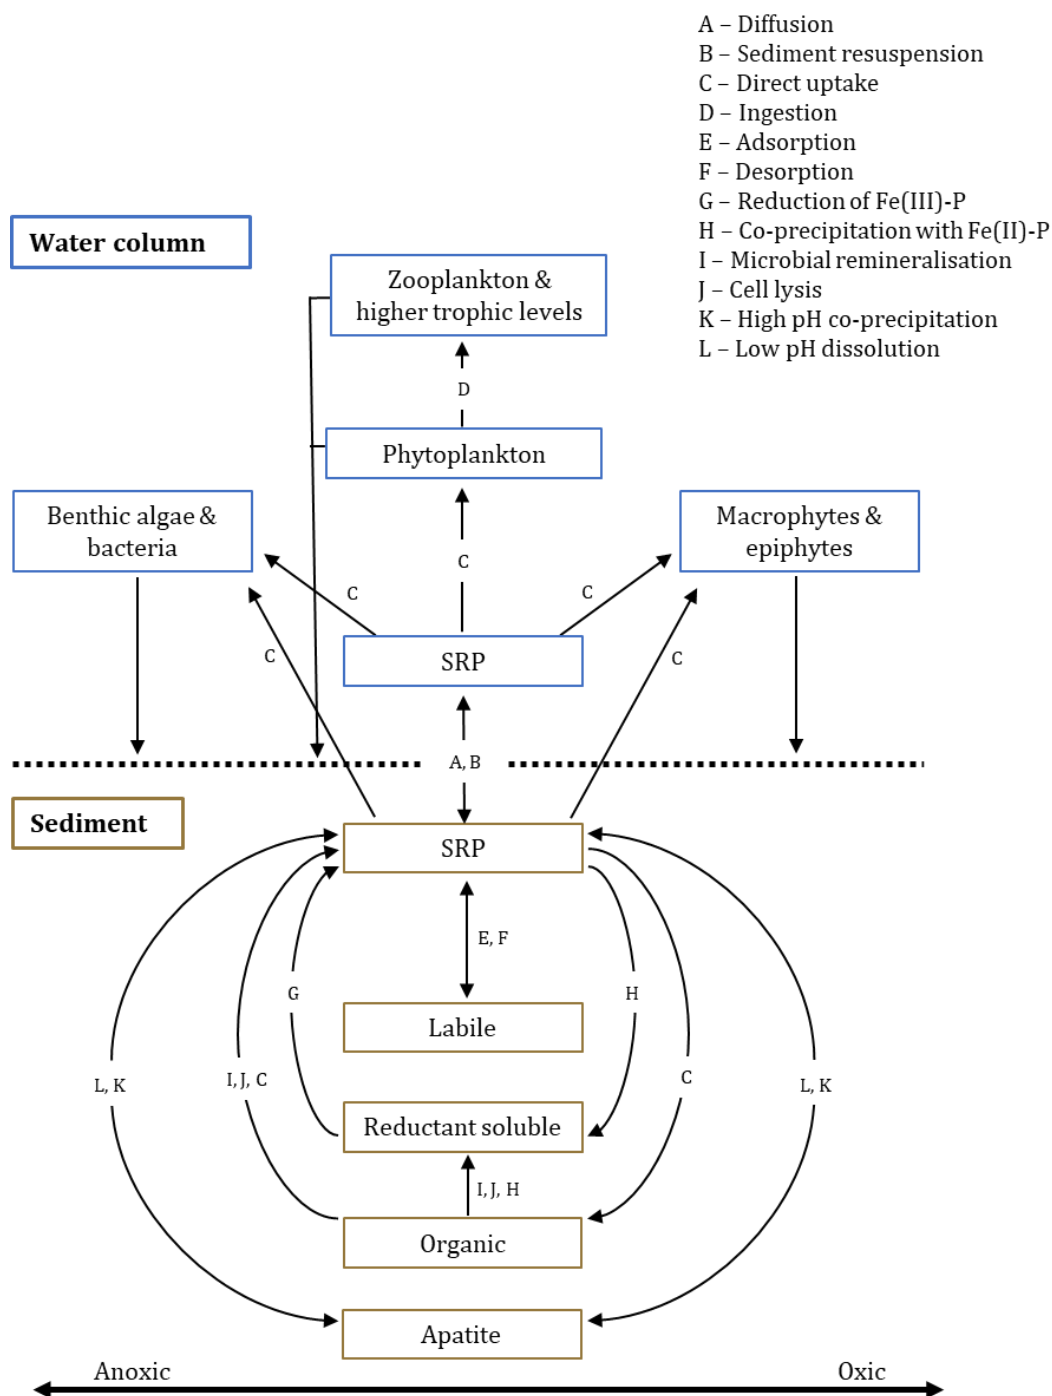 A – Diffusion
B – Sediment resuspension
C – Direct uptake
D – Ingestion
E – Adsorption
F – Desorption
G – Reduction of Fe(III)-P
H – Co-precipitation with Fe(II)-P
I – Microbial remineralisation
J – Cell lysis
K – High pH co-precipitation
L – Low pH dissolution
Water column
Zooplankton &
higher trophic levels
D
Phytoplankton
Benthic algae &
bacteria
Macrophytes &
epiphytes
C
C
C
SRP
C
C
A, B
Sediment
SRP
E, F
G
H
Labile
L, K
I, J, C
C
L, K
Reductant soluble
I, J, H
Organic
Apatite
Anoxic
Oxic